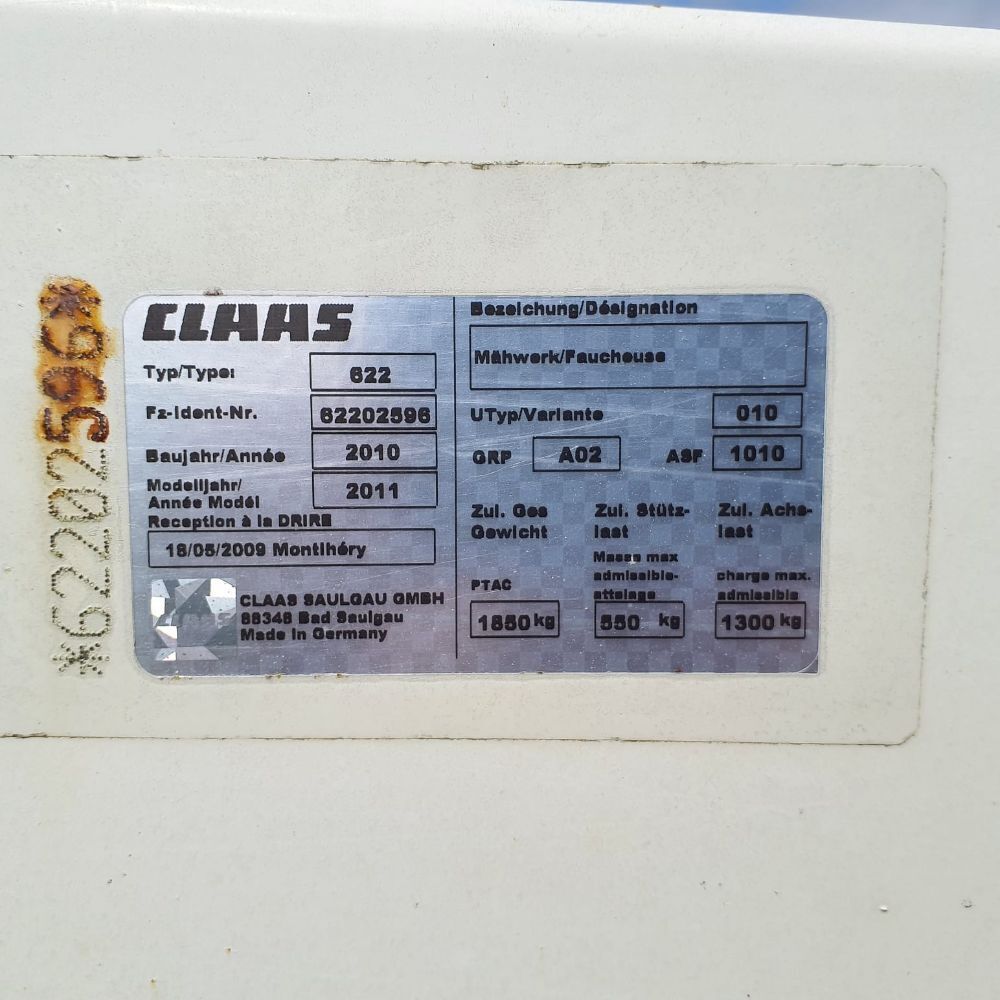 *62202596*
CLAAS
Typ/Type: 622
Fz-Ident-Nr. 62202596
Baujahr/Année 2010
Modelljahr/
Année Modél 2011
Reception à la DRIRE
18/05/2009 Montlhéry
CLAAS
CLAAS SAULGAU GMBH
88348 Bad Saulgau
Made in Germany
Bezeichung/Désignation
Mähwerk/Faucheuse
UTyp/Variante 010
GRP A02 ASF 1010
Zul. Ges Zul. Stütz- Zul. Achs-
Gewicht last last
Masse max
admissible- charge max.
PTAC attelage admissible
1850 kg 550 kg 1300 kg